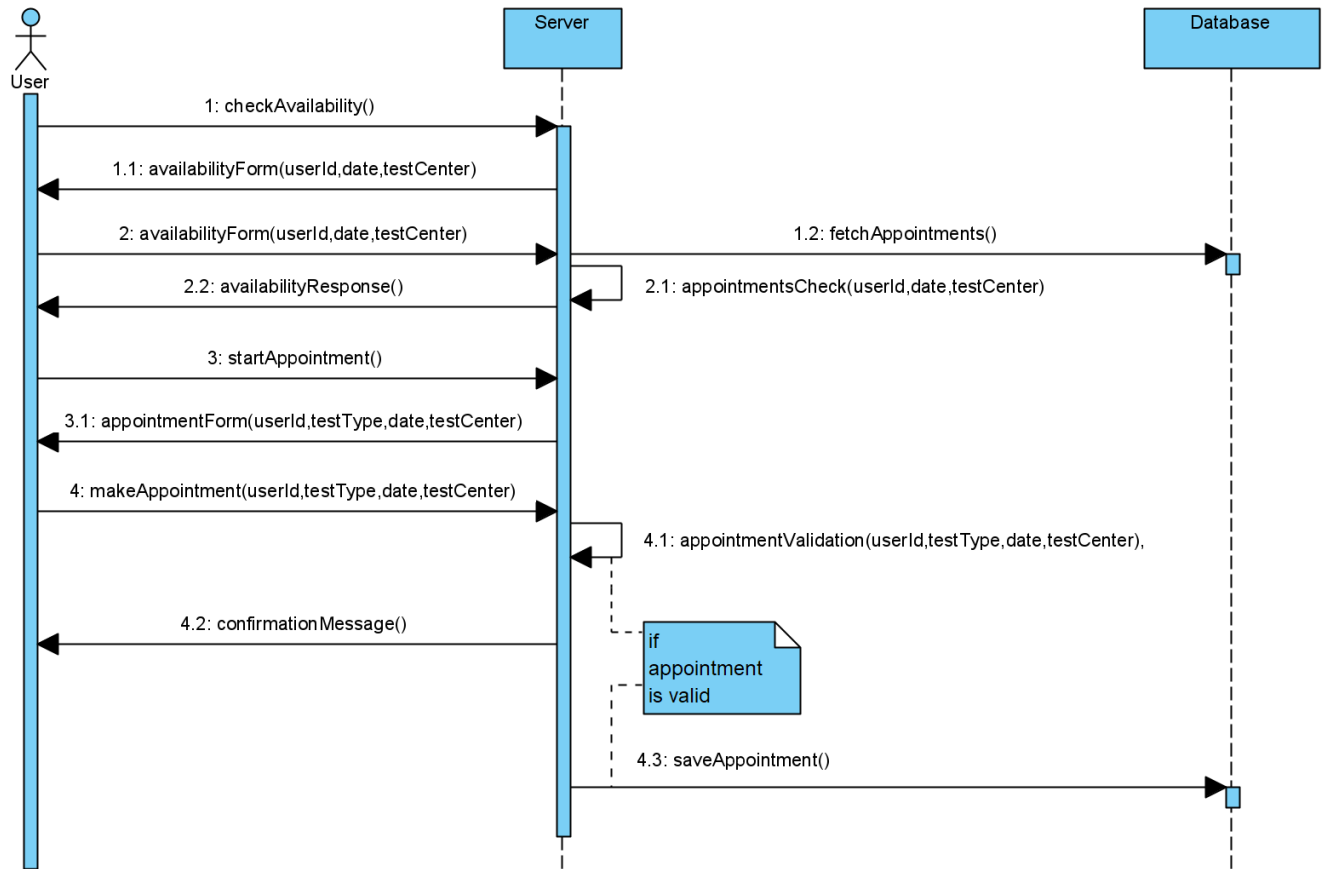 User
Server
Database
1: checkAvailability()
1.1: availabilityForm(userId,date,testCenter)
2: availabilityForm(userId,date,testCenter)
1.2: fetchAppointments()
2.2: availabilityResponse()
2.1: appointmentsCheck(userId,date,testCenter)
3: startAppointment()
3.1: appointmentForm(userId,testType,date,testCenter)
4: makeAppointment(userId,testType,date,testCenter)
4.1: appointmentValidation(userId,testType,date,testCenter),
4.2: confirmationMessage()
if
appointment
is valid
4.3: saveAppointment()